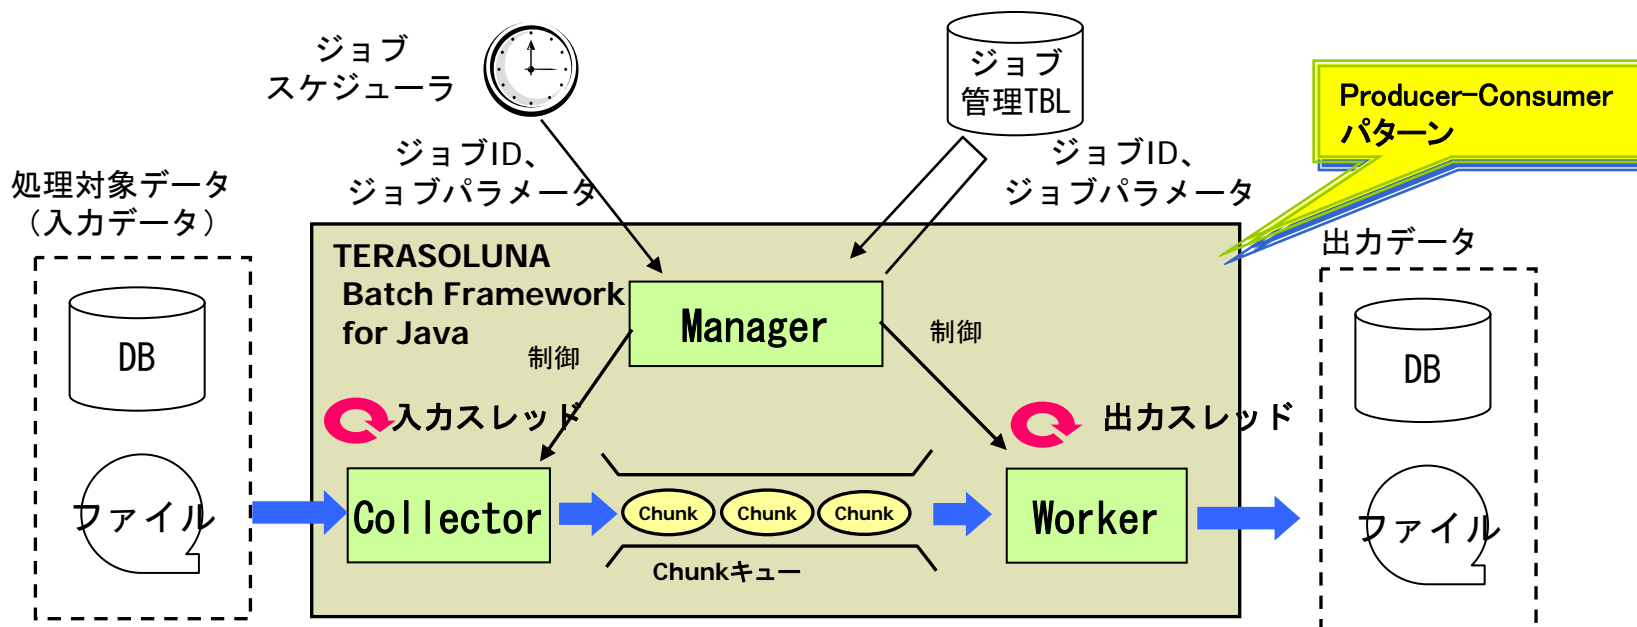 ジョブ
スケジューラ
ジョブ
管理TBL
Producer-Consumer
パターン
ジョブID、
ジョブパラメータ
ジョブID、
ジョブパラメータ
処理対象データ
（入力データ）
出力データ
TERASOLUNA
Batch Framework
for Java
Manager
制御
制御
DB
DB
入力スレッド
出力スレッド
ファイル
Collector
Chunk
Chunk
Chunk
Worker
ファイル
Chunkキュー